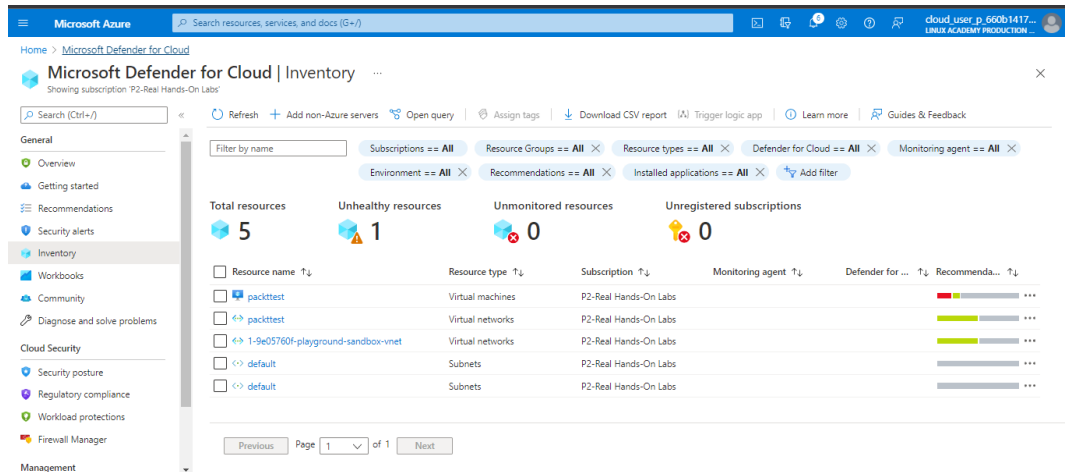 Microsoft Azure
Search resources, services, and docs (G+/)
6
cloud_user_p_660b1417...
LINUX ACADEMY PRODUCTION ...
Home > Microsoft Defender for Cloud
Microsoft Defender for Cloud | Inventory ...
Showing subscription 'P2-Real Hands-On Labs'
Search (Ctrl+/)
«
Refresh
Add non-Azure servers
Open query
Assign tags
Download CSV report
Trigger logic app
Learn more
Guides & Feedback
General
Overview
Getting started
Recommendations
Security alerts
Inventory
Workbooks
Community
Diagnose and solve problems
Cloud Security
Security posture
Regulatory compliance
Workload protections
Firewall Manager
Management
Filter by name
Subscriptions == All
Resource Groups == All
Resource types == All
Defender for Cloud == All
Monitoring agent == All
Environment == All
Recommendations == All
Installed applications == All
Add filter
Total resources
5
Unhealthy resources
1
Unmonitored resources
0
Unregistered subscriptions
0
Resource name ↑↓ Resource type ↑↓ Subscription ↑↓ Monitoring agent ↑↓ Defender for ... ↑↓ Recommenda... ↑↓
packttest Virtual machines P2-Real Hands-On Labs ...
packttest Virtual networks P2-Real Hands-On Labs ...
1-9e05760f-playground-sandbox-vnet Virtual networks P2-Real Hands-On Labs ...
default Subnets P2-Real Hands-On Labs ...
default Subnets P2-Real Hands-On Labs ...
Previous Page 1 of 1 Next